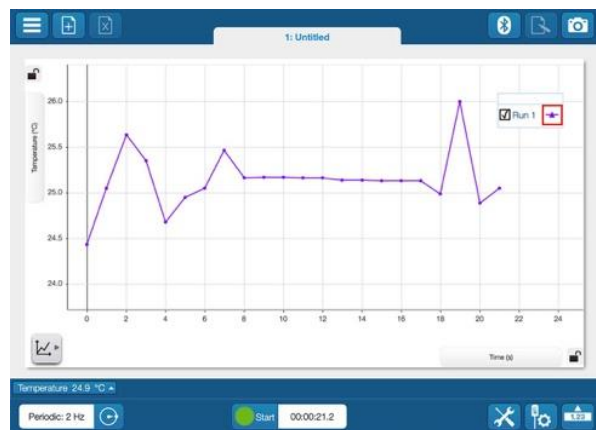 1: Untitled
Run 1
Temperature (°C)
26.0
25.5
25.0
24.5
24.0
0 2 4 6 8 10 12 14 16 18 20 22 24
Time (s)
Temperature 24.9 °C
Periodic: 2 Hz
Start
00:00:21.2
1.23